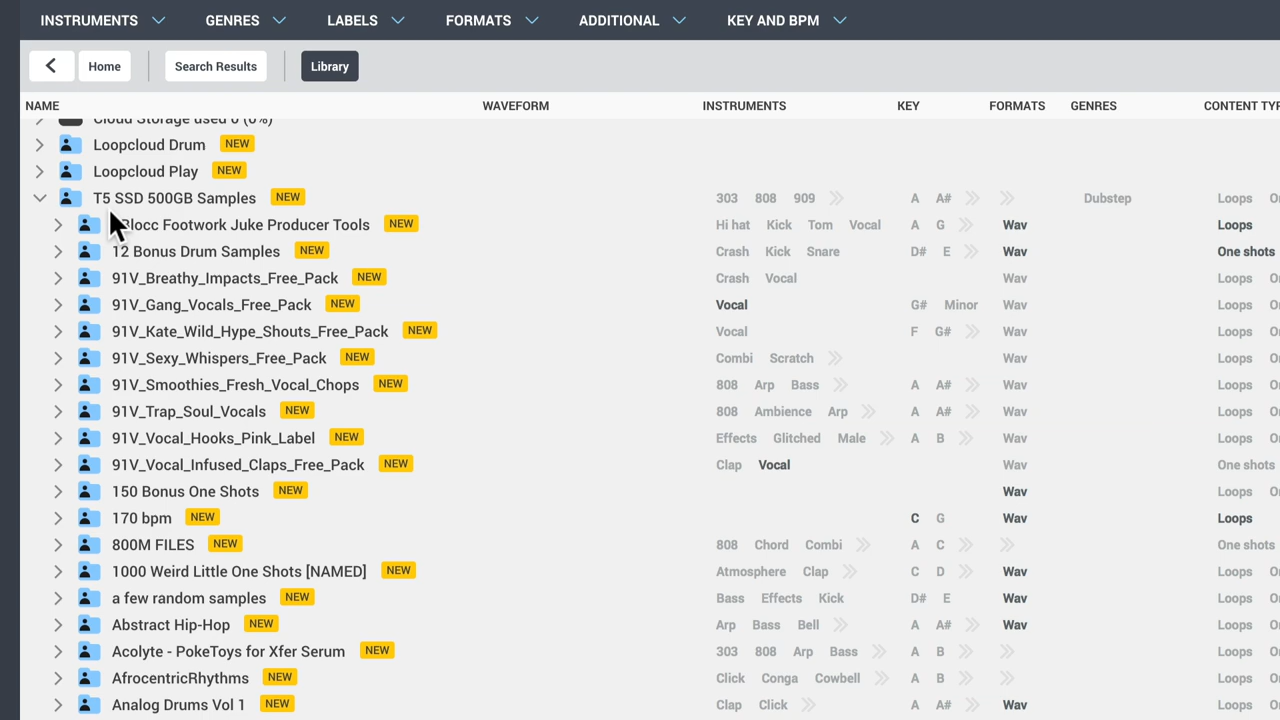 INSTRUMENTS GENRES LABELS FORMATS ADDITIONAL KEY AND BPM
Home Search Results Library
NAME WAVEFORM INSTRUMENTS KEY FORMATS GENRES CONTENT TYP
Cloud Storage used 0 (0%)
Loopcloud Drum NEW
Loopcloud Play NEW
T5 SSD 500GB Samples NEW 303 808 909 A A# Dubstep Loops O
Blocc Footwork Juke Producer Tools NEW Hi hat Kick Tom Vocal A G Wav Loops
12 Bonus Drum Samples NEW Crash Kick Snare D# E Wav One shots
91V_Breathy_Impacts_Free_Pack NEW Crash Vocal Wav Loops O
91V_Gang_Vocals_Free_Pack NEW Vocal G# Minor Wav Loops O
91V_Kate_Wild_Hype_Shouts_Free_Pack NEW Vocal F G# Wav Loops O
91V_Sexy_Whispers_Free_Pack NEW Combi Scratch Wav Loops O
91V_Smoothies_Fresh_Vocal_Chops NEW 808 Arp Bass A A# Wav Loops O
91V_Trap_Soul_Vocals NEW 808 Ambience Arp A A# Wav Loops O
91V_Vocal_Hooks_Pink_Label NEW Effects Glitched Male A B Wav Loops O
91V_Vocal_Infused_Claps_Free_Pack NEW Clap Vocal Wav One shots
150 Bonus One Shots NEW Wav Loops O
170 bpm NEW C G Wav Loops
800M FILES NEW 808 Chord Combi A C One shots
1000 Weird Little One Shots [NAMED] NEW Atmosphere Clap C D Wav Loops O
a few random samples NEW Bass Effects Kick D# E Wav Loops O
Abstract Hip-Hop NEW Arp Bass Bell A A# Wav Loops O
Acolyte - PokeToys for Xfer Serum NEW 303 808 Arp Bass A B Loops O
AfrocentricRhythms NEW Click Conga Cowbell A B Loops O
Analog Drums Vol 1 NEW Clap Click A A# Wav Loops O